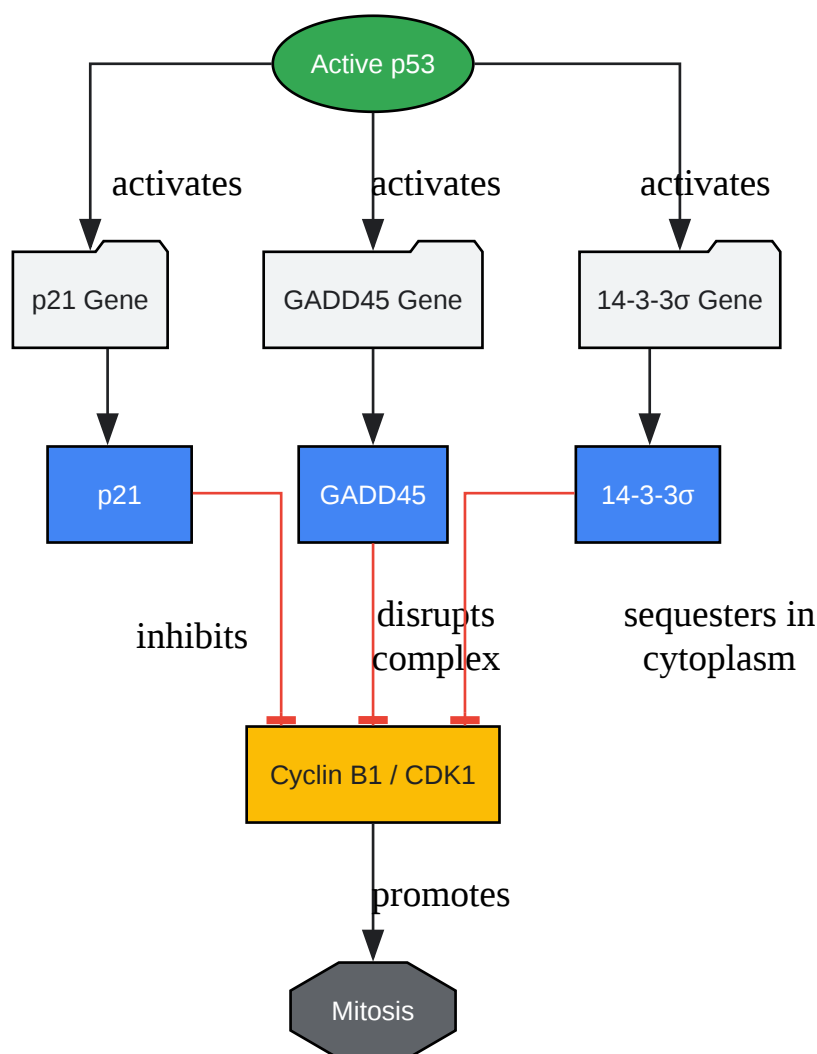 Active p53
activates
activates
activates
p21 Gene
GADD45 Gene
14-3-3σ Gene
p21
GADD45
14-3-3σ
inhibits
disrupts
complex
sequesters in
cytoplasm
Cyclin B1 / CDK1
promotes
Mitosis